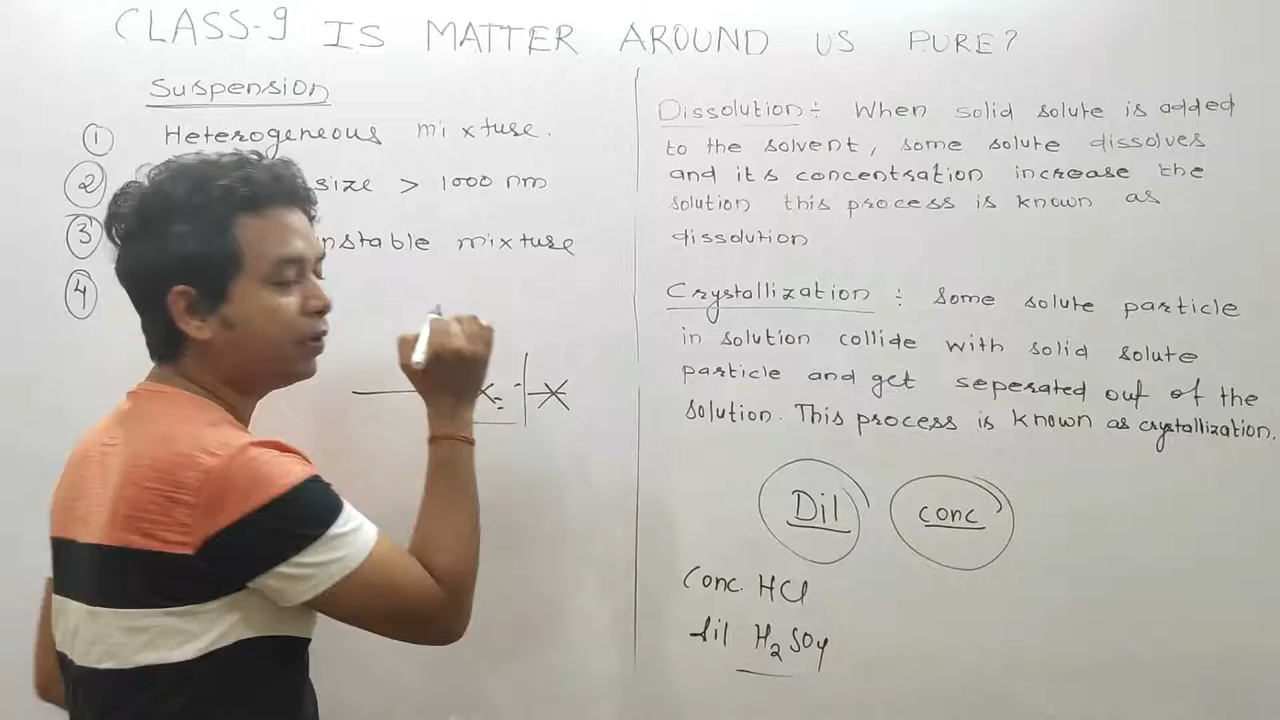 CLASS-9 IS MATTER AROUND US PURE?
Suspension
① Heterogeneous mixture.
② size > 1000 nm
③ nstable mixture
④
Dissolution:- When solid solute is added
to the solvent, some solute dissolves
and its concentration increase the
solution this process is known as
dissolution
Crystallization :- Some solute particle
in solution collide with solid solute
particle and get seperated out of the
solution. This process is known as crystallization.
Dil conc
Conc. HCl
dil H₂SO₄